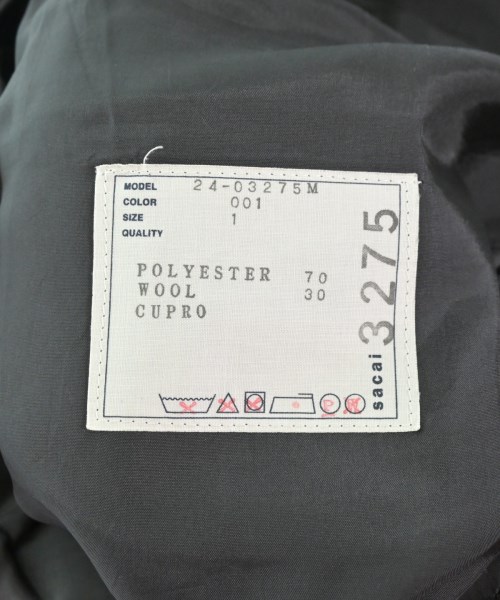 MODEL 24-03275M
COLOR 001
SIZE 1
QUALITY
POLYESTER 70
WOOL 30
CUPRO
sacai 3275
P